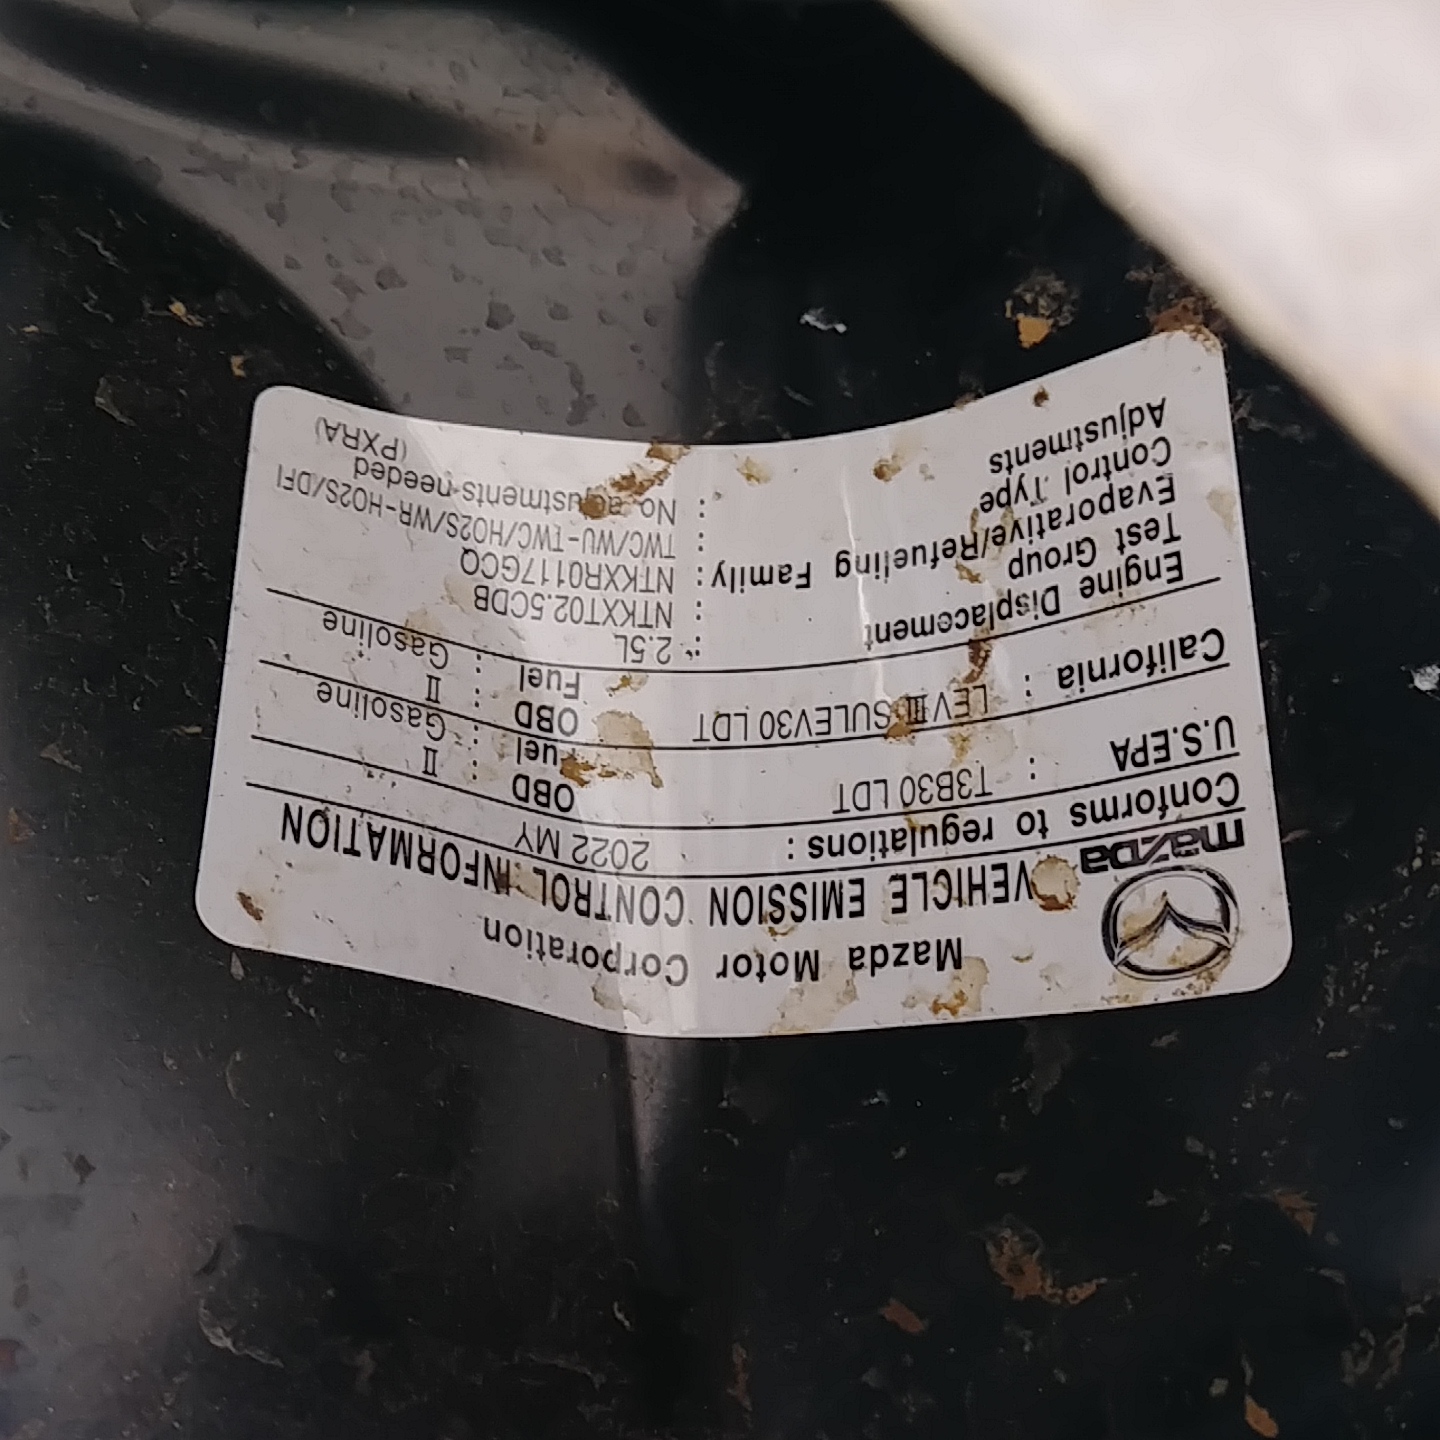 Mazda Motor Corporation
mazda
VEHICLE EMISSION CONTROL INFORMATION
Conforms to regulations : 2022 MY
U.S.EPA : T3B30 LDT OBD : II
Fuel : Gasoline
California : LEVIII SULEV30 LDT OBD : II
Fuel : Gasoline
Engine Displacement : 2.5L
Test Group : NTKXT02.5CDB
Evaporative/Refueling Family : NTKXR0117GCQ
Control Type : TWC/WU-TWC/HO2S/WR-HO2S/DFI
Adjustments : No adjustments needed
(PXRA)